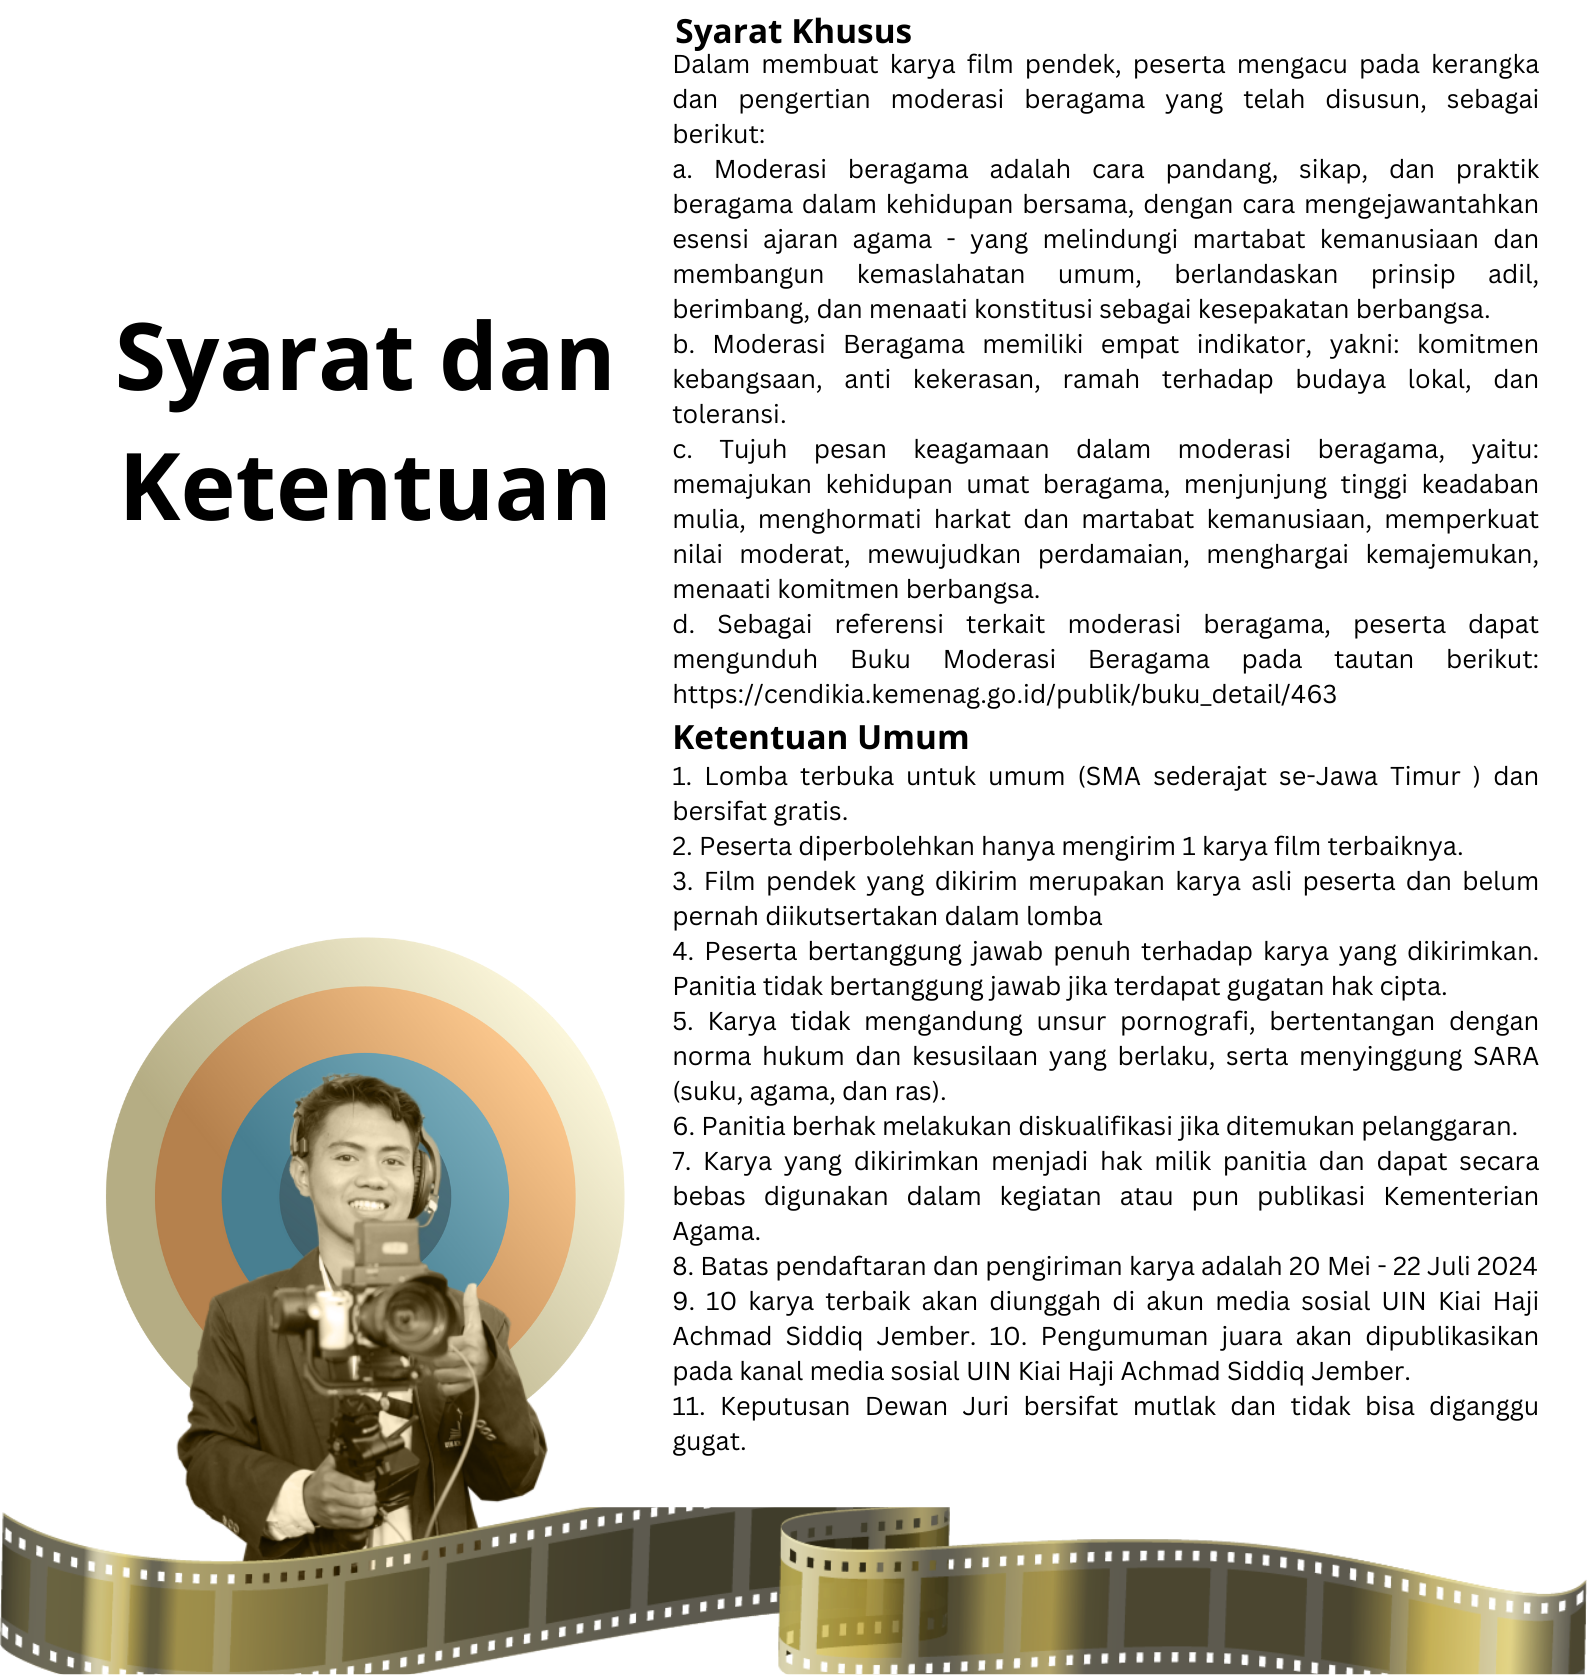 Syarat dan
Ketentuan
Syarat Khusus
Dalam membuat karya film pendek, peserta mengacu pada kerangka
dan pengertian moderasi beragama yang telah disusun, sebagai
berikut:
a. Moderasi beragama adalah cara pandang, sikap, dan praktik
beragama dalam kehidupan bersama, dengan cara mengejawantahkan
esensi ajaran agama - yang melindungi martabat kemanusiaan dan
membangun kemaslahatan umum, berlandaskan prinsip adil,
berimbang, dan menaati konstitusi sebagai kesepakatan berbangsa.
b. Moderasi Beragama memiliki empat indikator, yakni: komitmen
kebangsaan, anti kekerasan, ramah terhadap budaya lokal, dan
toleransi.
c. Tujuh pesan keagamaan dalam moderasi beragama, yaitu:
memajukan kehidupan umat beragama, menjunjung tinggi keadaban
mulia, menghormati harkat dan martabat kemanusiaan, memperkuat
nilai moderat, mewujudkan perdamaian, menghargai kemajemukan,
menaati komitmen berbangsa.
d. Sebagai referensi terkait moderasi beragama, peserta dapat
mengunduh Buku Moderasi Beragama pada tautan berikut:
https://cendikia.kemenag.go.id/publik/buku_detail/463
Ketentuan Umum
1. Lomba terbuka untuk umum (SMA sederajat se-Jawa Timur ) dan
bersifat gratis.
2. Peserta diperbolehkan hanya mengirim 1 karya film terbaiknya.
3. Film pendek yang dikirim merupakan karya asli peserta dan belum
pernah diikutsertakan dalam lomba
4. Peserta bertanggung jawab penuh terhadap karya yang dikirimkan.
Panitia tidak bertanggung jawab jika terdapat gugatan hak cipta.
5. Karya tidak mengandung unsur pornografi, bertentangan dengan
norma hukum dan kesusilaan yang berlaku, serta menyinggung SARA
(suku, agama, dan ras).
6. Panitia berhak melakukan diskualifikasi jika ditemukan pelanggaran.
7. Karya yang dikirimkan menjadi hak milik panitia dan dapat secara
bebas digunakan dalam kegiatan atau pun publikasi Kementerian
Agama.
8. Batas pendaftaran dan pengiriman karya adalah 20 Mei - 22 Juli 2024
9. 10 karya terbaik akan diunggah di akun media sosial UIN Kiai Haji
Achmad Siddiq Jember. 10. Pengumuman juara akan dipublikasikan
pada kanal media sosial UIN Kiai Haji Achmad Siddiq Jember.
11. Keputusan Dewan Juri bersifat mutlak dan tidak bisa diganggu
gugat.